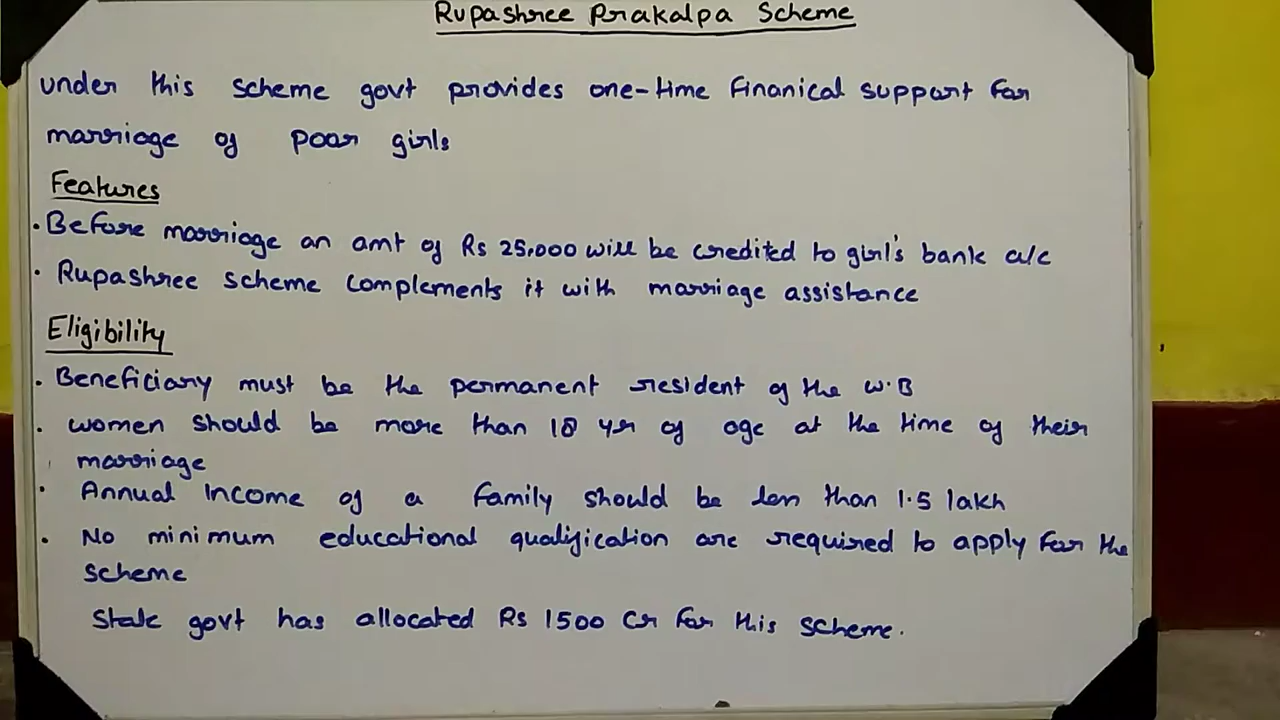 Rupashree Prakalpa Scheme
under this scheme govt provides one-time Finanical support for
marriage of poor girls
Features
• Before marriage an amt of Rs 25,000 will be credited to girl's bank a/c
• Rupashree scheme complements it with marriage assistance
Eligibility
• Beneficiary must be the permanent resident of the W.B
• women should be more than 18 yr of age at the time of their
marriage
• Annual Income of a family should be less than 1.5 lakh
• No minimum educational qualification are required to apply for the
scheme
State govt has allocated Rs 1500 Cr for this scheme.